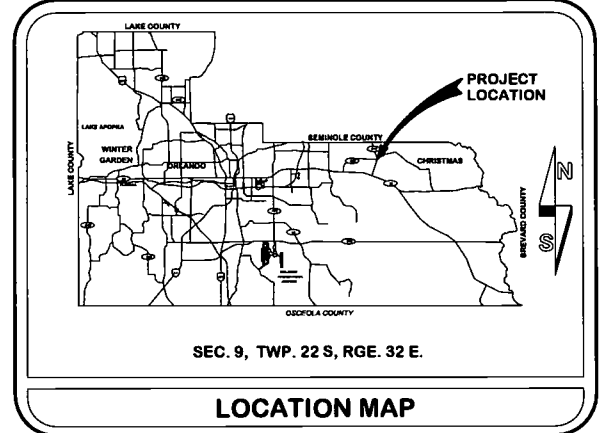 LAKE COUNTY
PROJECT
LOCATION
LAKE APOPKA
SEMINOLE COUNTY
WINTER
GARDEN
ORLANDO
CHRISTMAS
LAKE COUNTY
N
S
BREVARD COUNTY
OSCEOLA COUNTY
SEC. 9, TWP. 22 S, RGE. 32 E.
LOCATION MAP